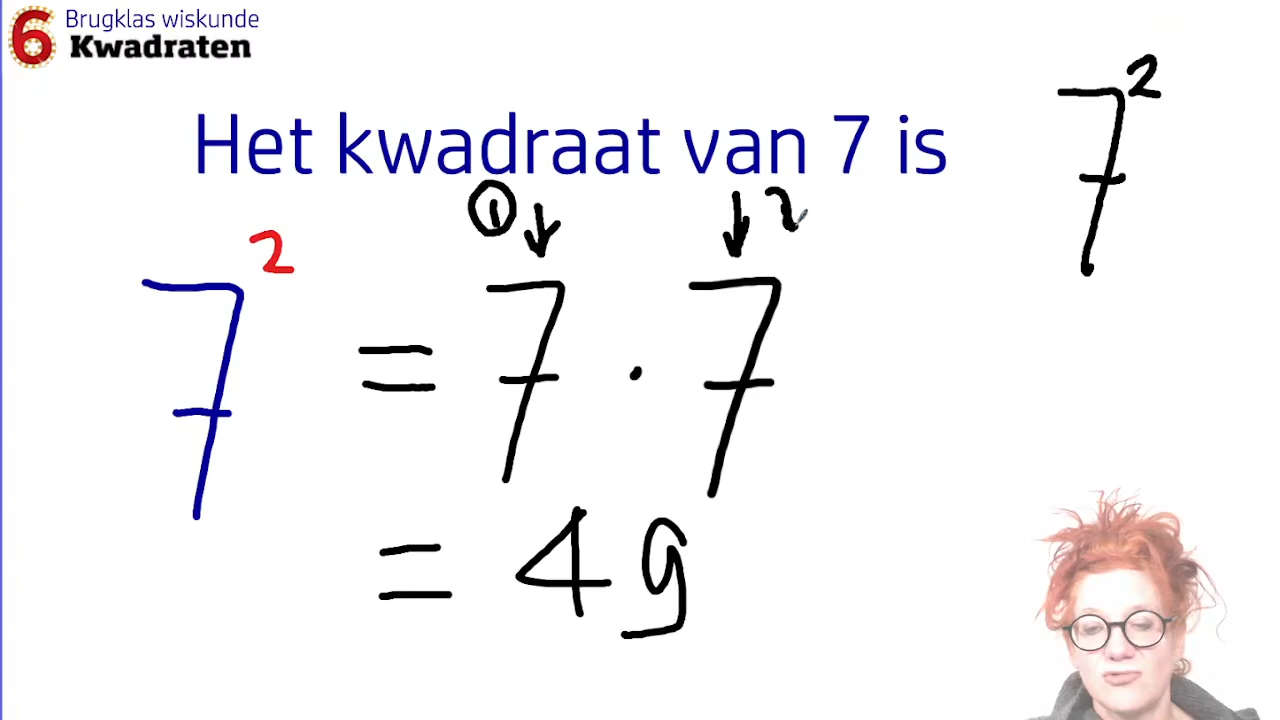 6
Brugklas wiskunde
Kwadraten
Het kwadraat van 7 is
7²
① ↓ ↓ 2
7² = 7 · 7
= 49